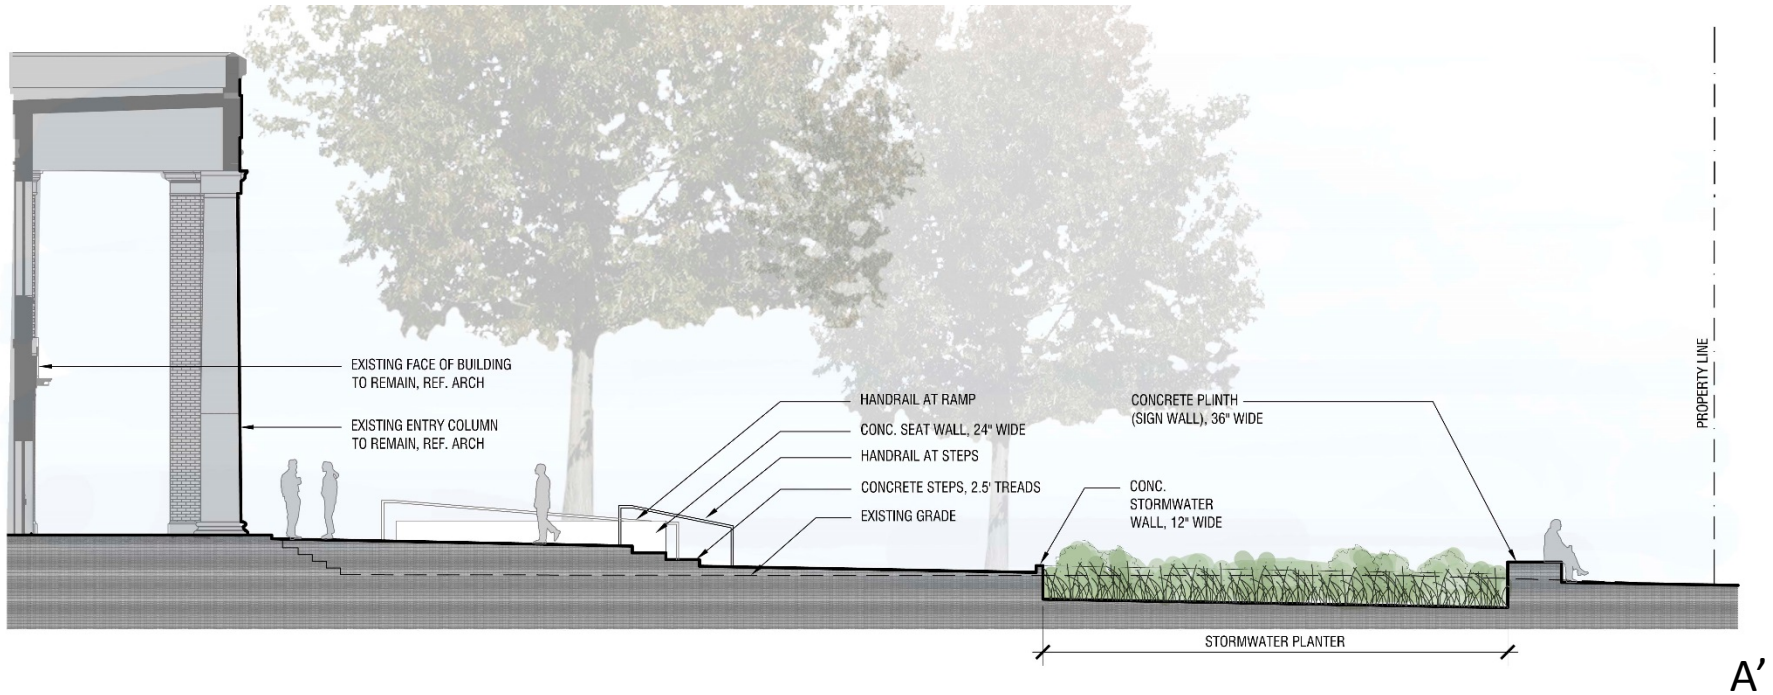 EXISTING FACE OF BUILDING
TO REMAIN, REF. ARCH
EXISTING ENTRY COLUMN
TO REMAIN, REF. ARCH
HANDRAIL AT RAMP
CONC. SEAT WALL, 24" WIDE
HANDRAIL AT STEPS
CONCRETE STEPS, 2.5' TREADS
EXISTING GRADE
CONCRETE PLINTH
(SIGN WALL), 36" WIDE
CONC.
STORMWATER
WALL, 12" WIDE
PROPERTY LINE
STORMWATER PLANTER
A’